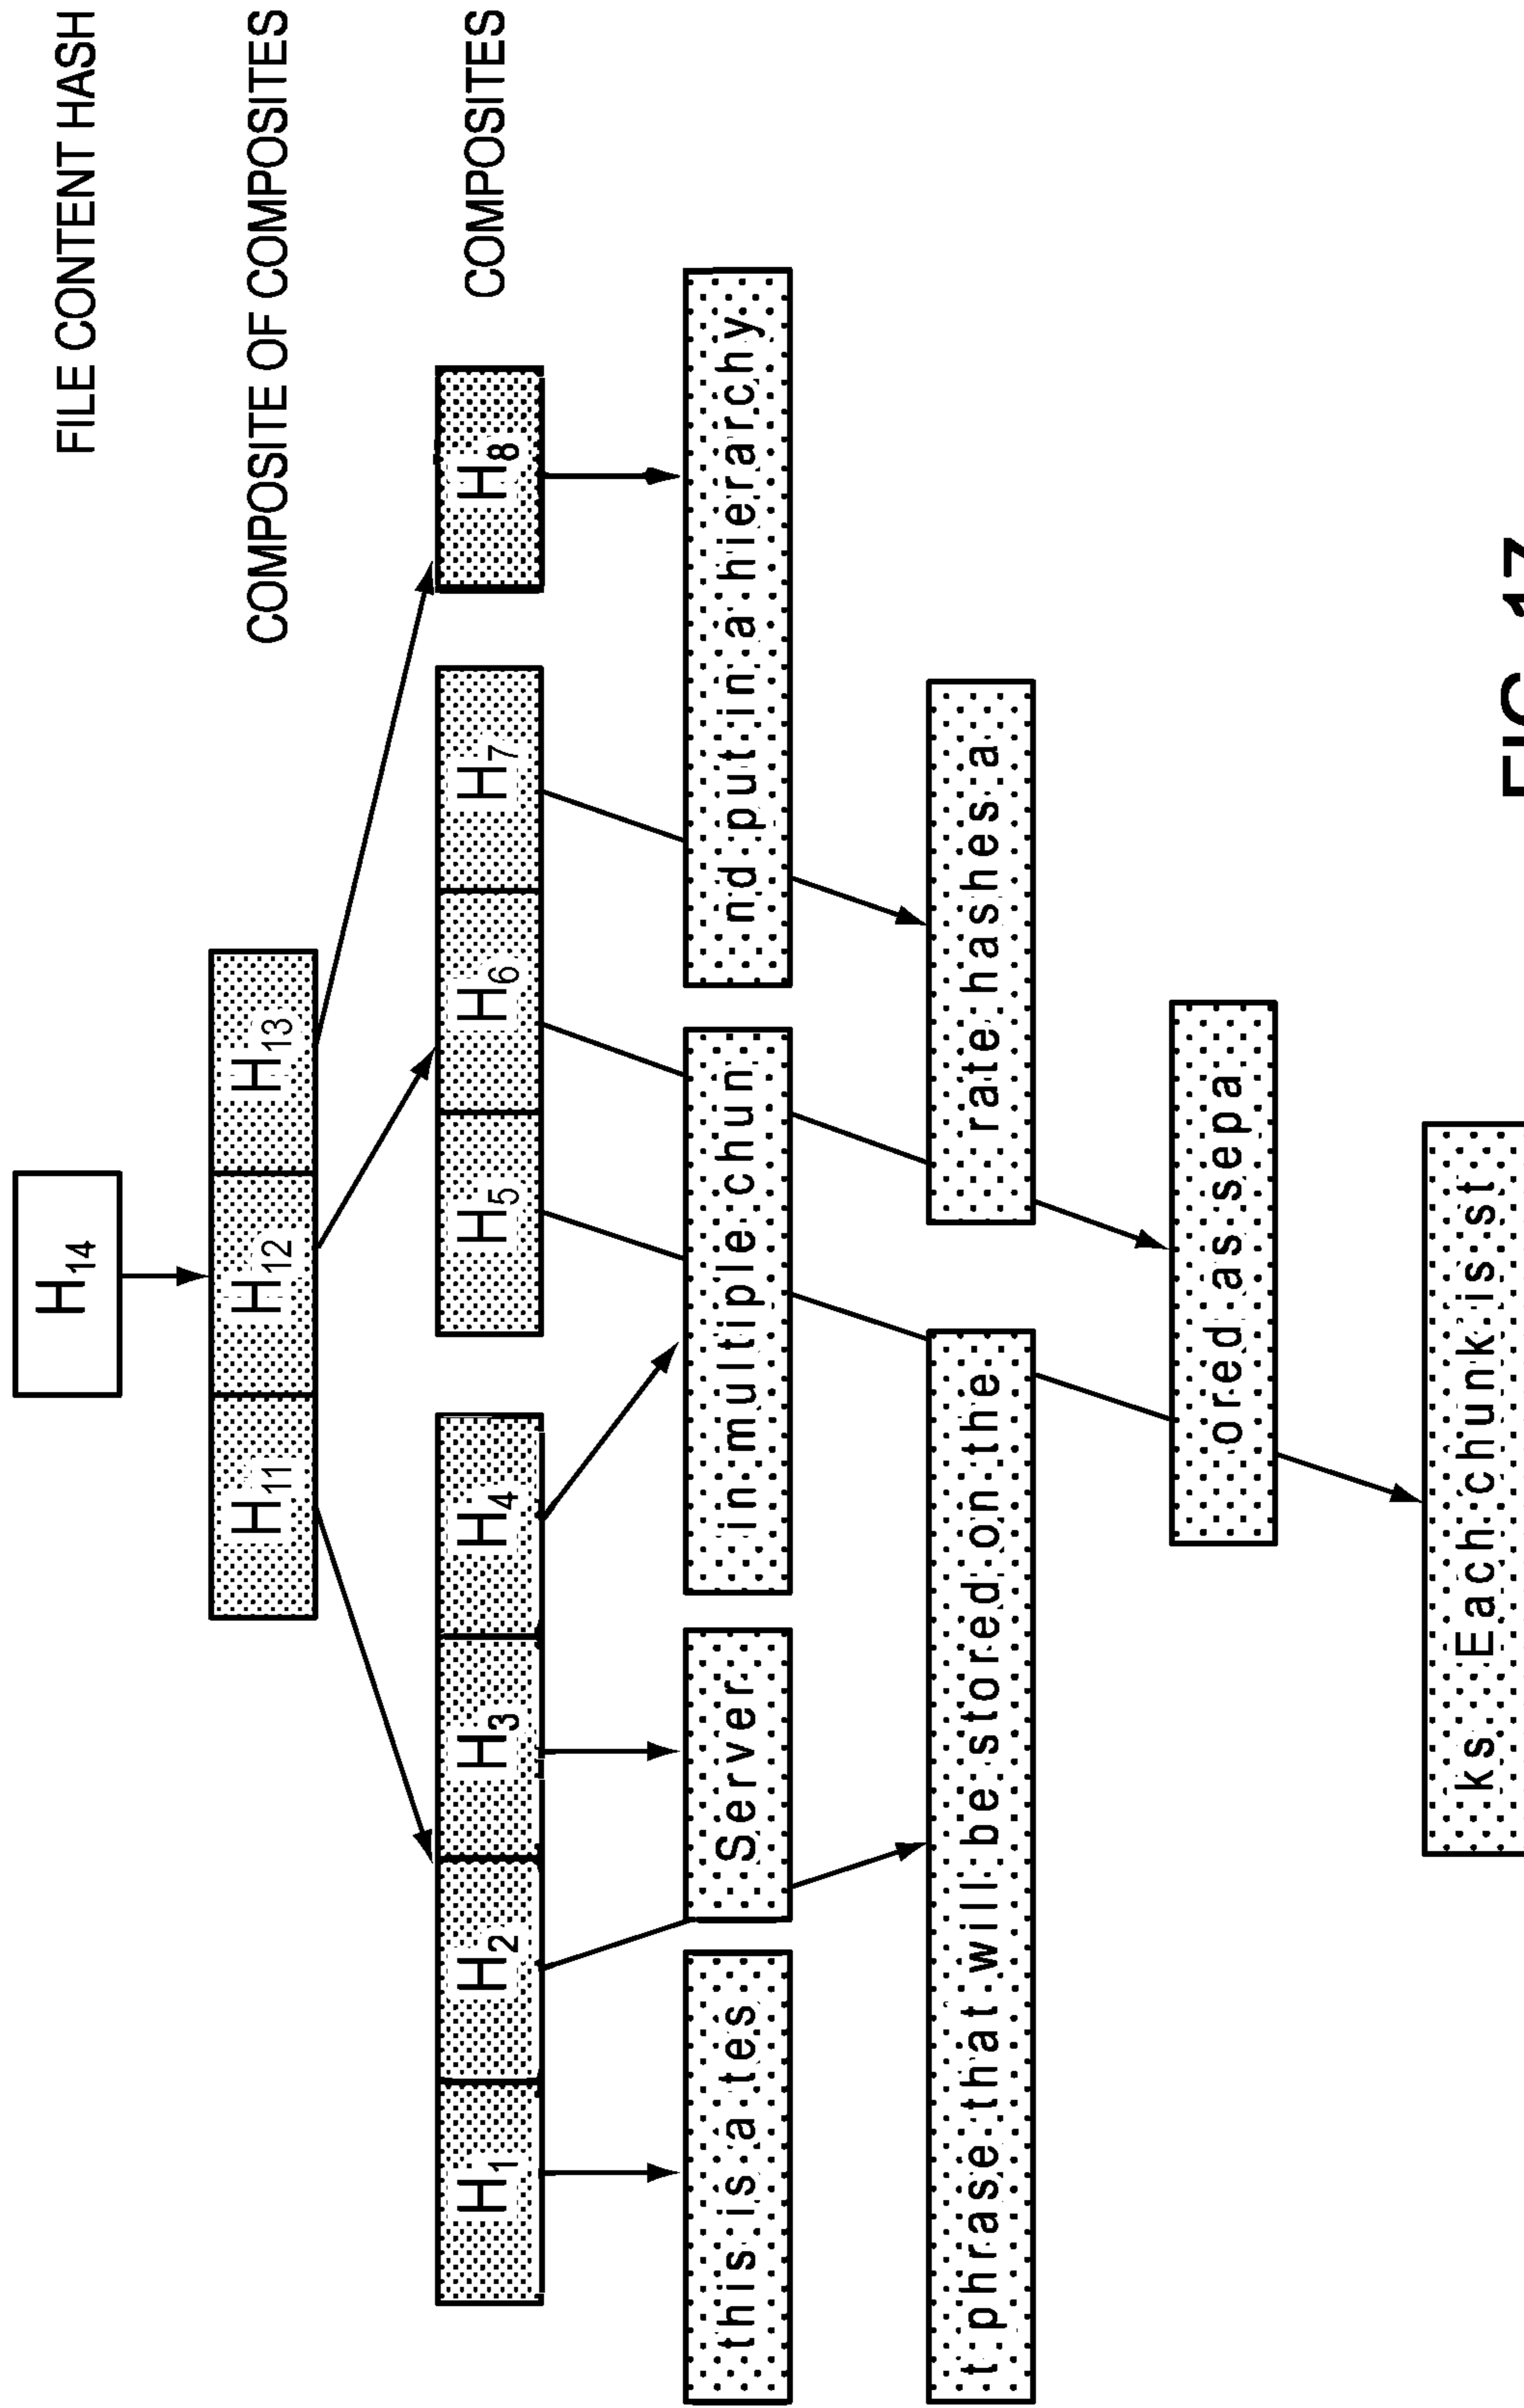 FILE CONTENT HASH
H14
COMPOSITE OF COMPOSITES
H11 H12 H13
COMPOSITES
H1 H2 H3 H4
H5 H6 H7
H8
this is a tes
Server
in multiple chun
nd put in a hierarchy
t phrase that will be stored on the
rate hashes a
ored as sepa
ks. Each chunk is st